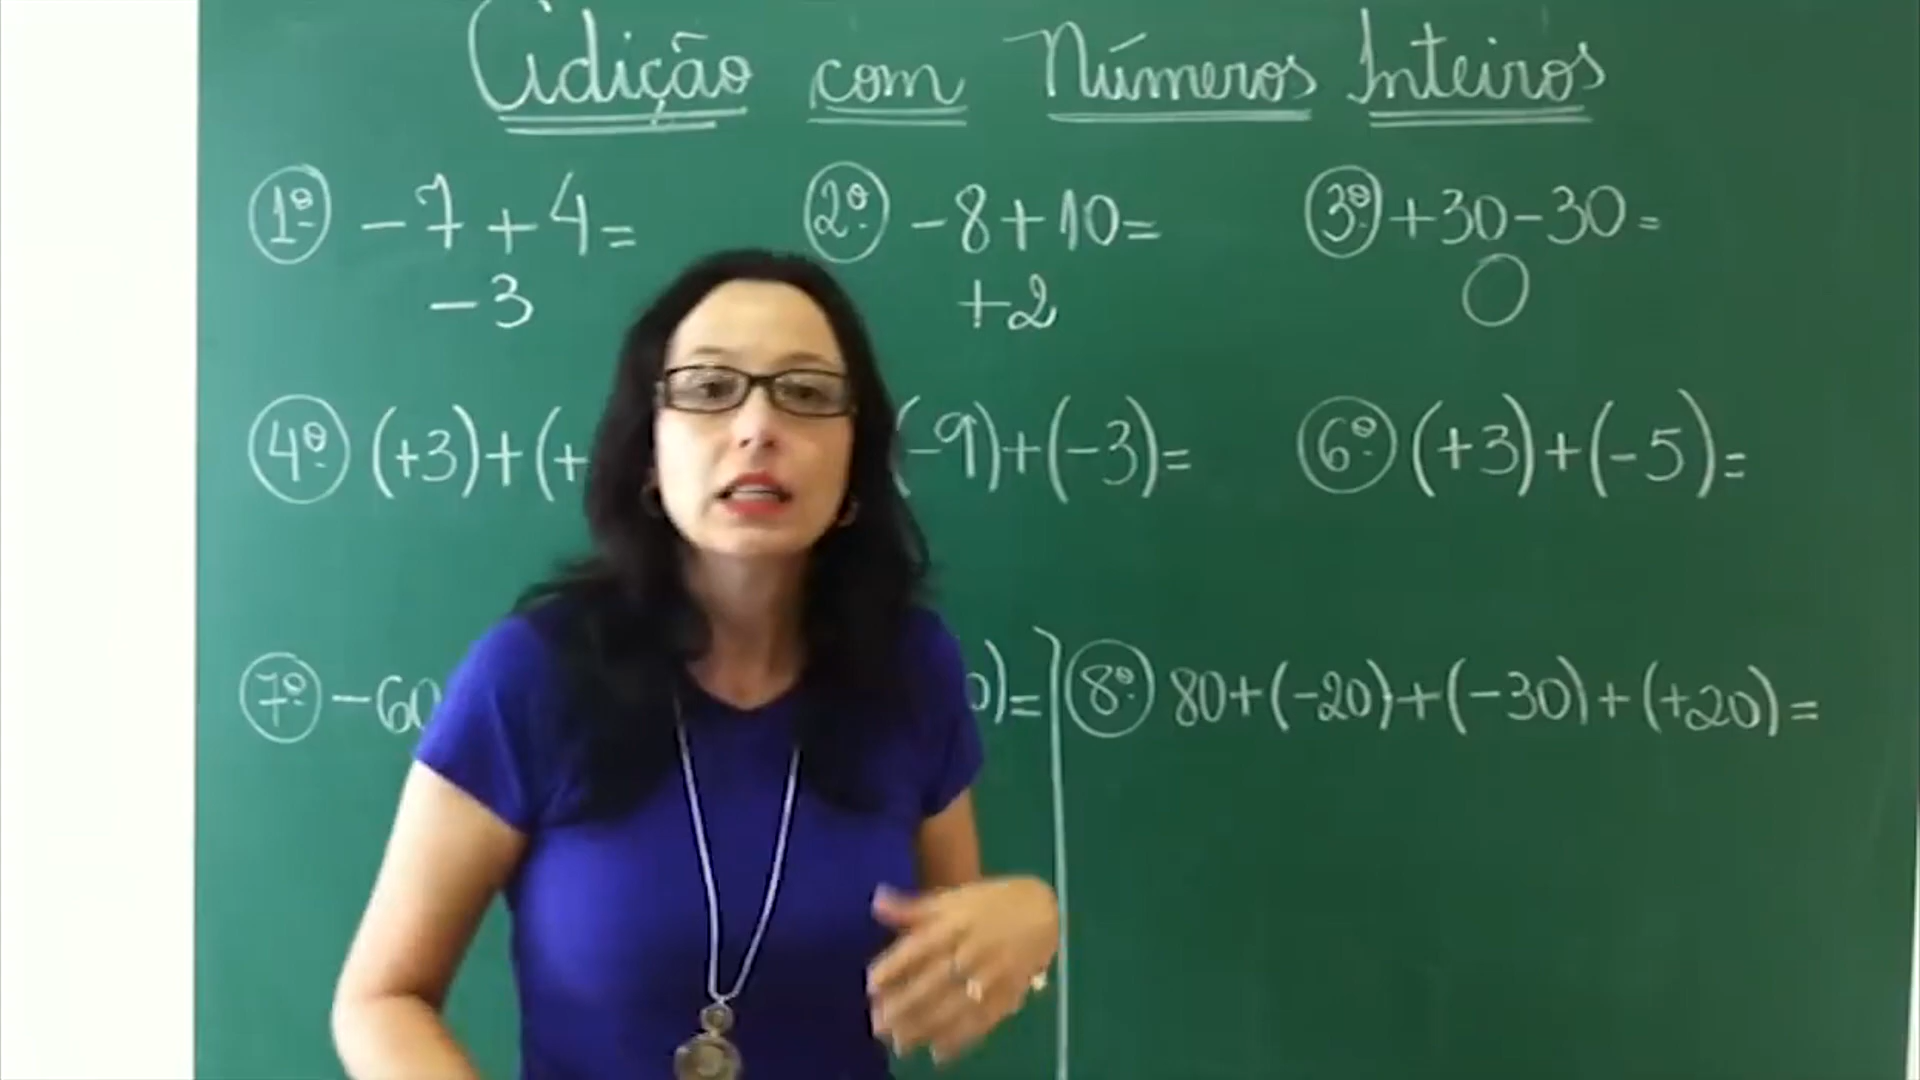 Adição com Números Inteiros
1º - 7 + 4 =
- 3
2º - 8 + 10 =
+ 2
3º + 30 - 30 =
0
4º (+3) + (+
(-9) + (-3) =
6º (+3) + (-5) =
7º - 60
0) =
8º 80 + (-20) + (-30) + (+20) =